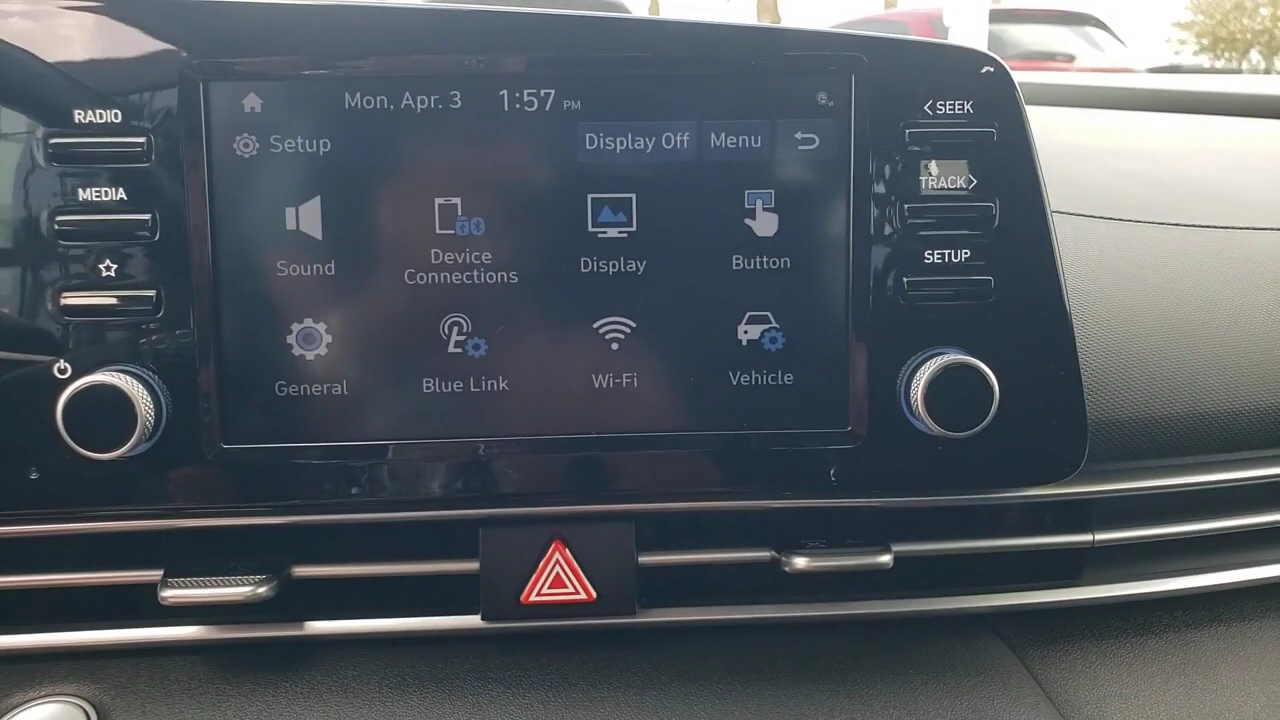 RADIO
MEDIA
Mon, Apr. 3 1:57 PM
Setup
Display Off
Menu
Sound
Device
Connections
Display
Button
General
Blue Link
Wi-Fi
Vehicle
<SEEK
TRACK>
SETUP